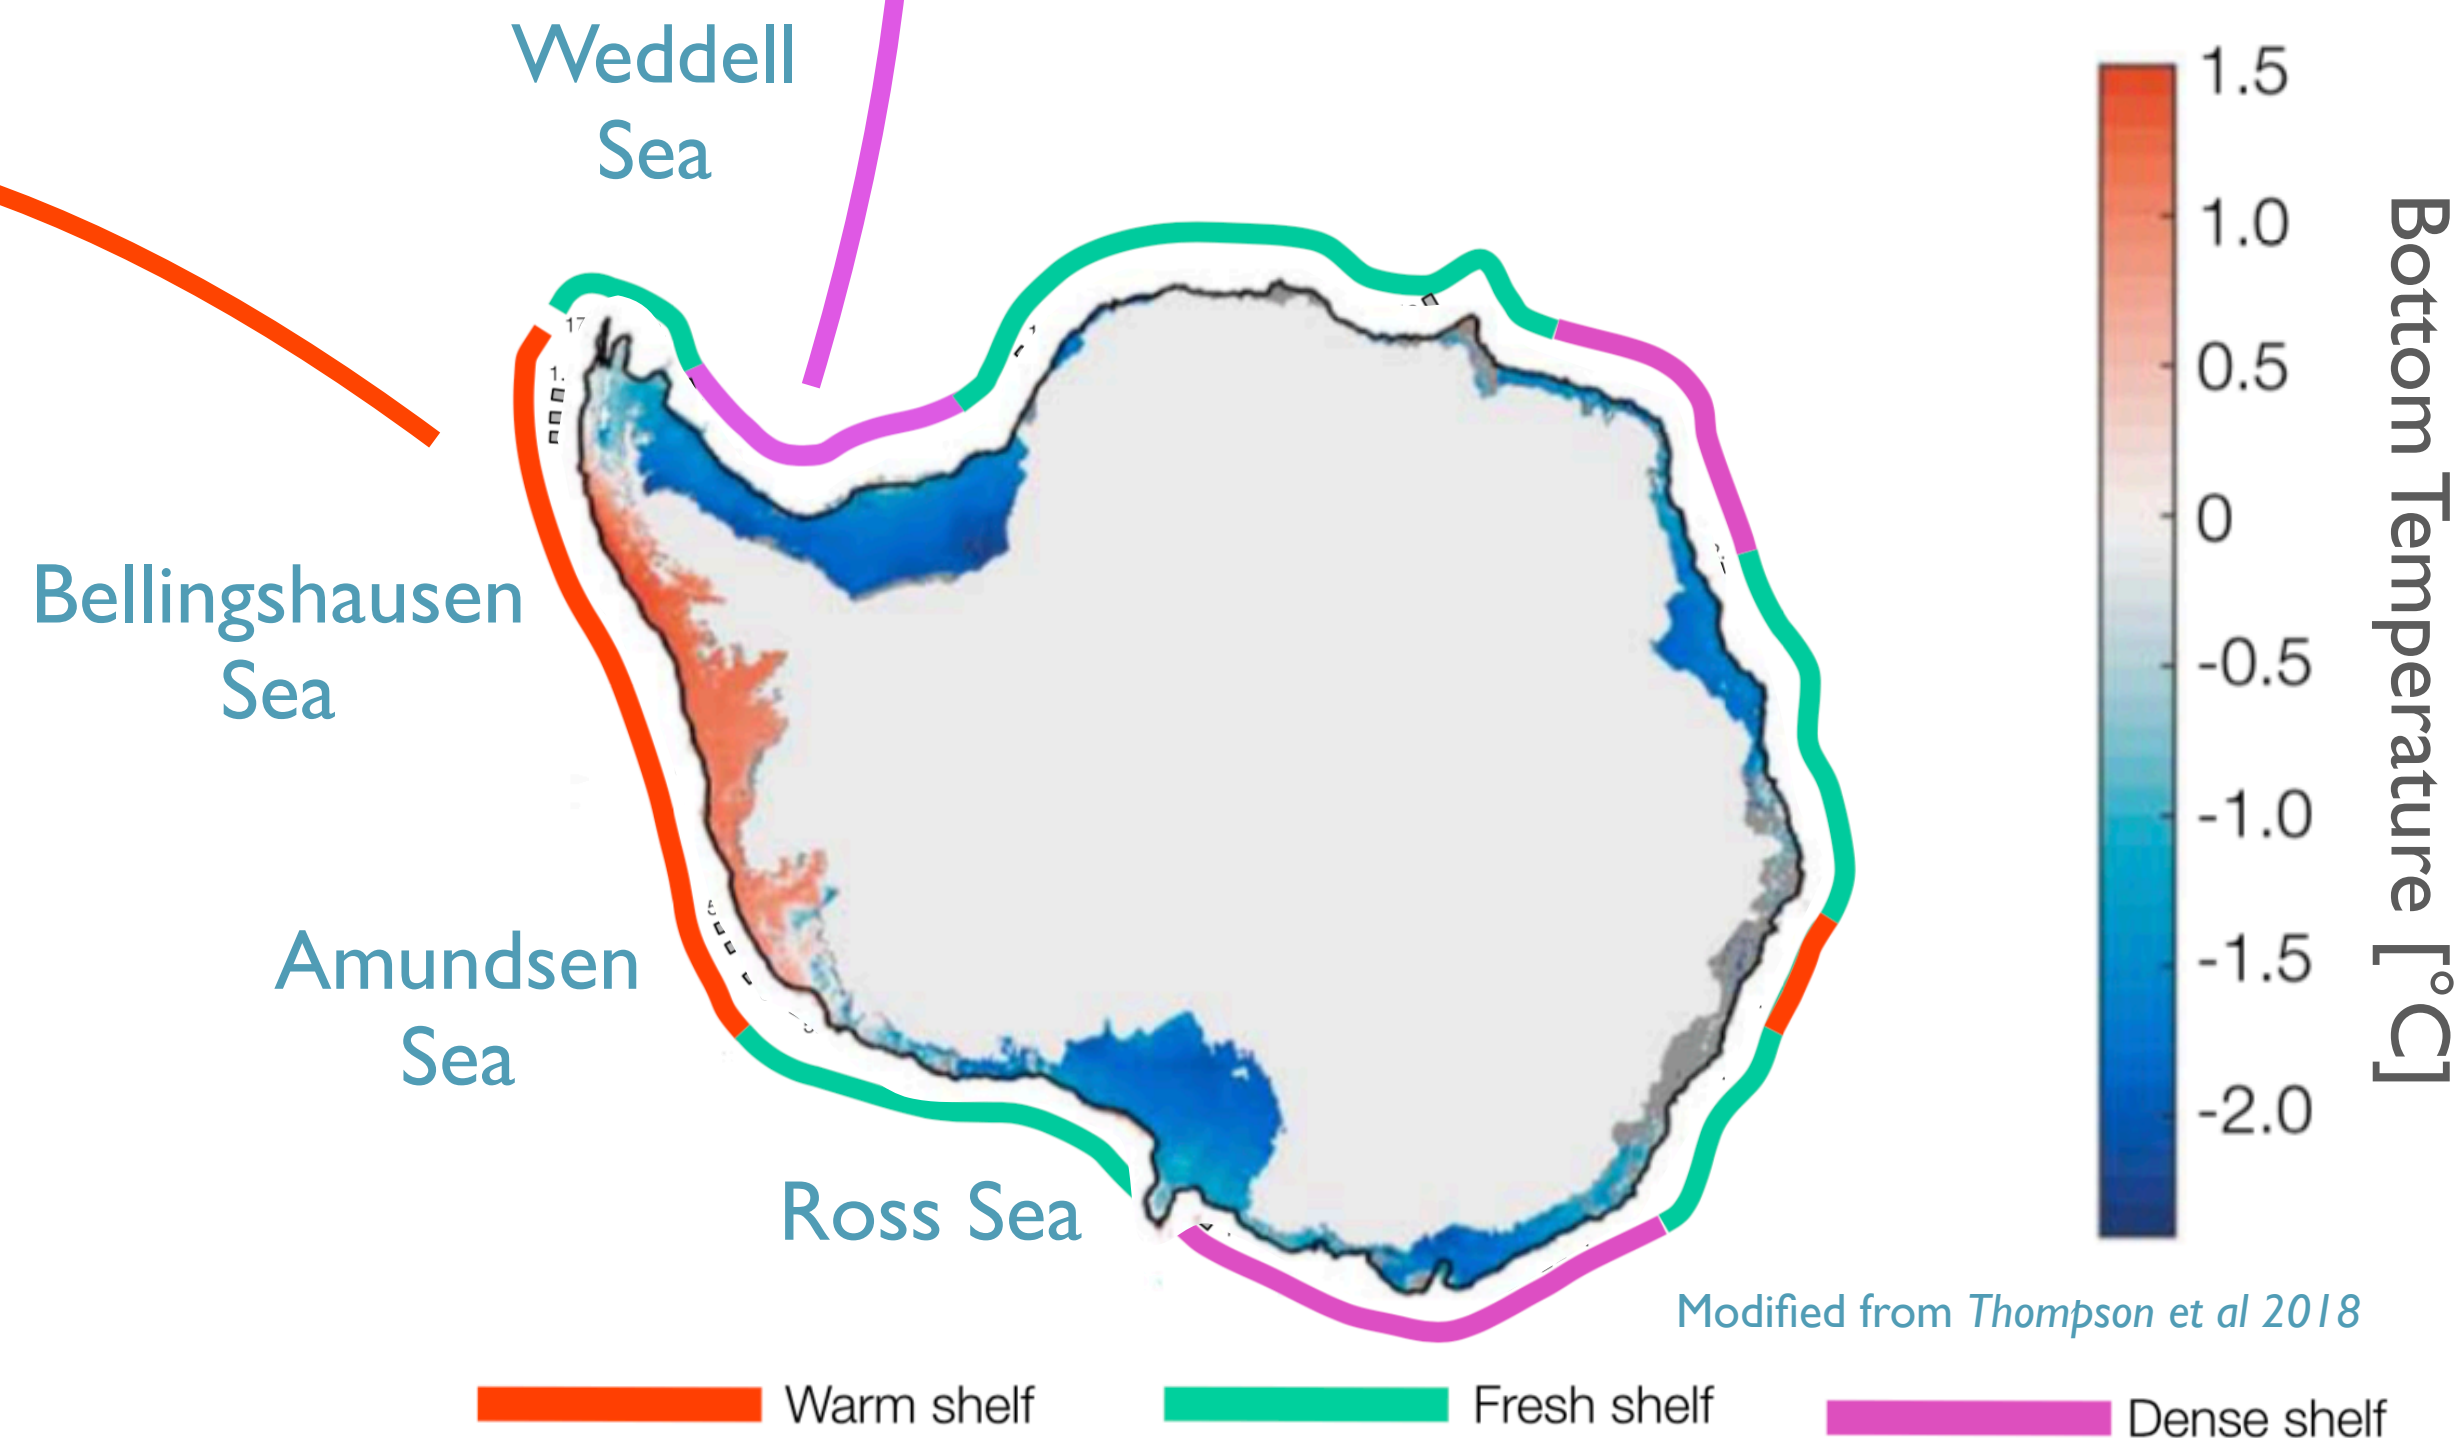 Weddell
Sea
Bellingshausen
Sea
Amundsen
Sea
Ross Sea
17
1.5
1.0
0.5
0
-0.5
-1.0
-1.5
-2.0
Bottom Temperature [°C]
Modified from Thompson et al 2018
Warm shelf
Fresh shelf
Dense shelf